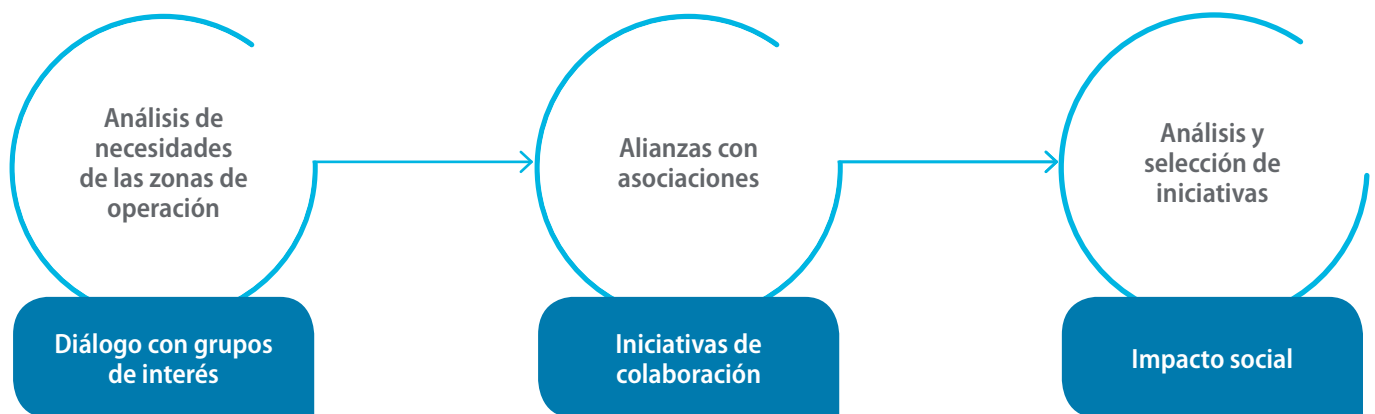 Análisis de
necesidades
de las zonas de
operación
Diálogo con grupos
de interés
Alianzas con
asociaciones
Iniciativas de
colaboración
Análisis y
selección de
iniciativas
Impacto social